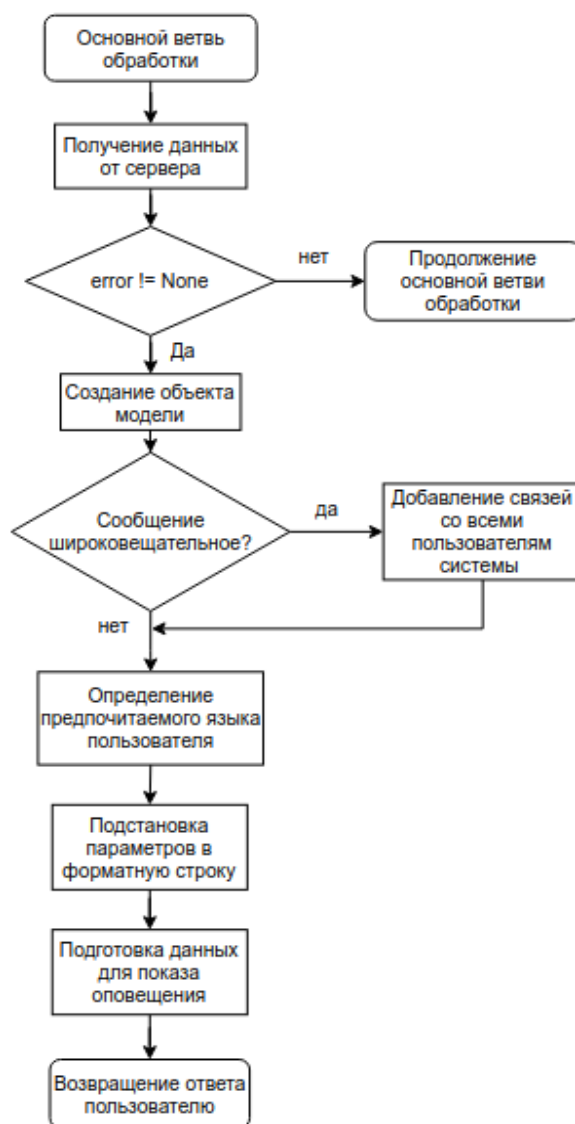 Основной ветвь
обработки
Получение данных
от сервера
error != None
нет
Продолжение
основной ветви
обработки
Да
Создание объекта
модели
Сообщение
широковещательное?
да
Добавление связей
со всеми
пользователям
системы
нет
Определение
предпочитаемого языка
пользователя
Подстановка
параметров в
форматную строку
Подготовка данных
для показа
оповещения
Возвращение ответа
пользователю